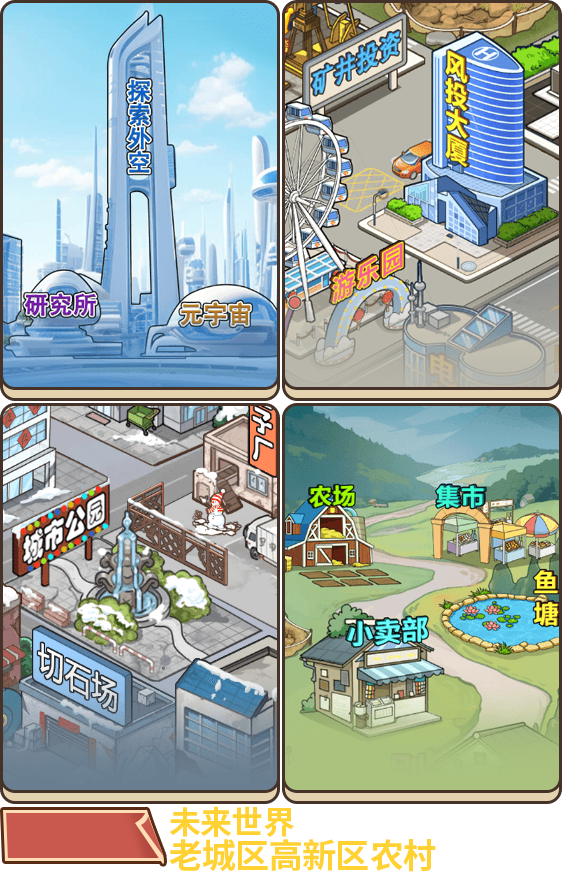 探索外空
研究所
元宇宙
矿井投资
风投大厦
H
游乐园
电
子厂
城市公园
切石场
农场
集市
鱼塘
小卖部
未来世界
老城区高新区农村